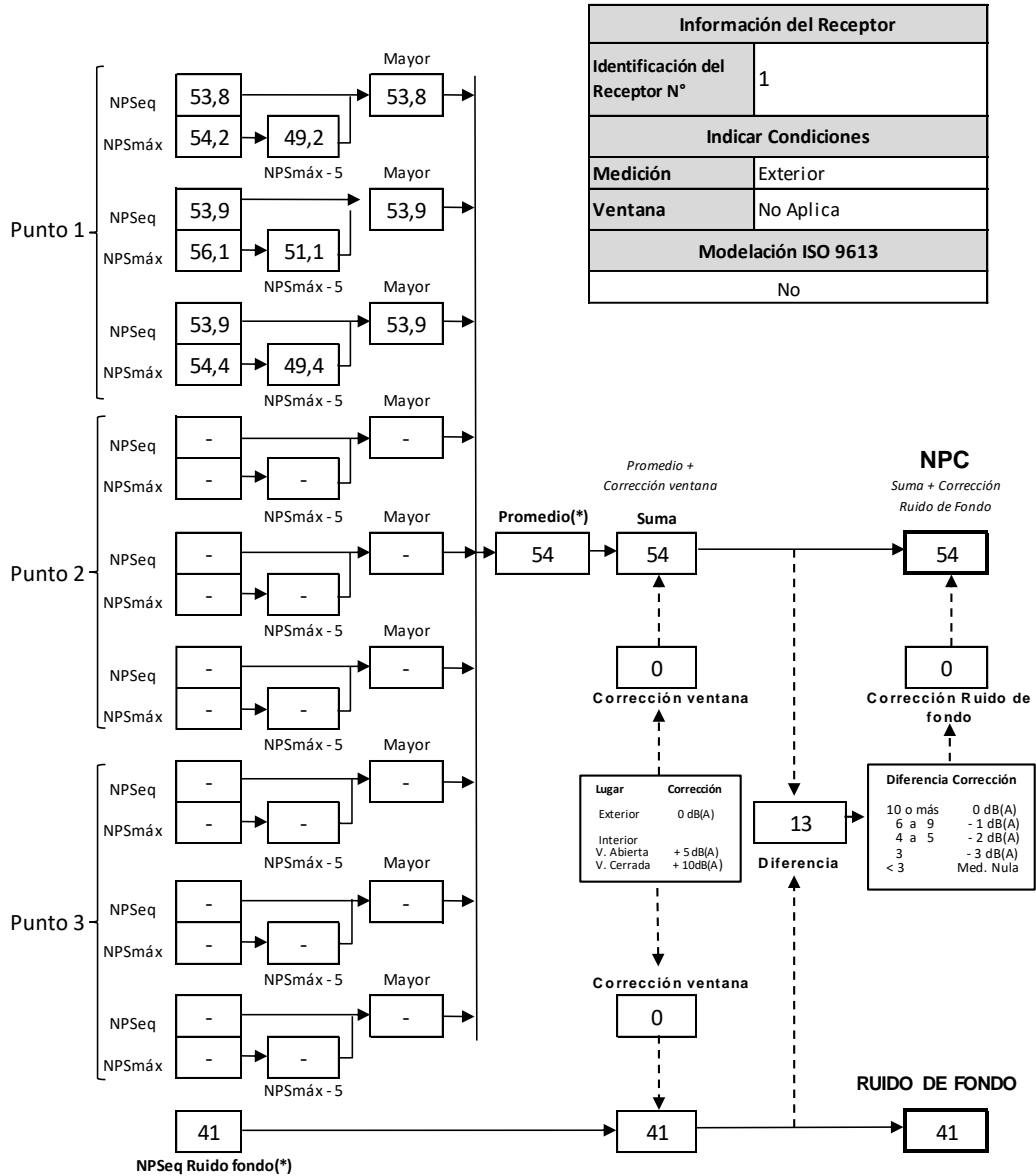 Información del Receptor
Identificación del Receptor N° 1
Indicar Condiciones
Medición Exterior
Ventana No Aplica
Modelación ISO 9613
No
Punto 1
Mayor
NPSeq 53,8 53,8
NPSmáx 54,2 49,2
NPSmáx - 5
Mayor
NPSeq 53,9 53,9
NPSmáx 56,1 51,1
NPSmáx - 5
Mayor
NPSeq 53,9 53,9
NPSmáx 54,4 49,4
NPSmáx - 5
Punto 2
Mayor
NPSeq - -
NPSmáx - -
NPSmáx - 5
Mayor
NPSeq - -
NPSmáx - -
NPSmáx - 5
Mayor
NPSeq - -
NPSmáx - -
NPSmáx - 5
Punto 3
Mayor
NPSeq - -
NPSmáx - -
NPSmáx - 5
Mayor
NPSeq - -
NPSmáx - -
NPSmáx - 5
Mayor
NPSeq - -
NPSmáx - -
NPSmáx - 5
41
NPSeq Ruido fondo(*)
Promedio(*)
54
Promedio +
Corrección ventana
Suma
54
0
Corrección ventana
Lugar Corrección
Exterior 0 dB(A)
Interior
V. Abierta + 5 dB(A)
V. Cerrada + 10dB(A)
Corrección ventana
0
41
13
Diferencia
NPC
Suma + Corrección
Ruido de Fondo
54
0
Corrección Ruido de
fondo
Diferencia Corrección
10 o más 0 dB(A)
6 a 9 - 1 dB(A)
4 a 5 - 2 dB(A)
3 - 3 dB(A)
< 3 Med. Nula
RUIDO DE FONDO
41